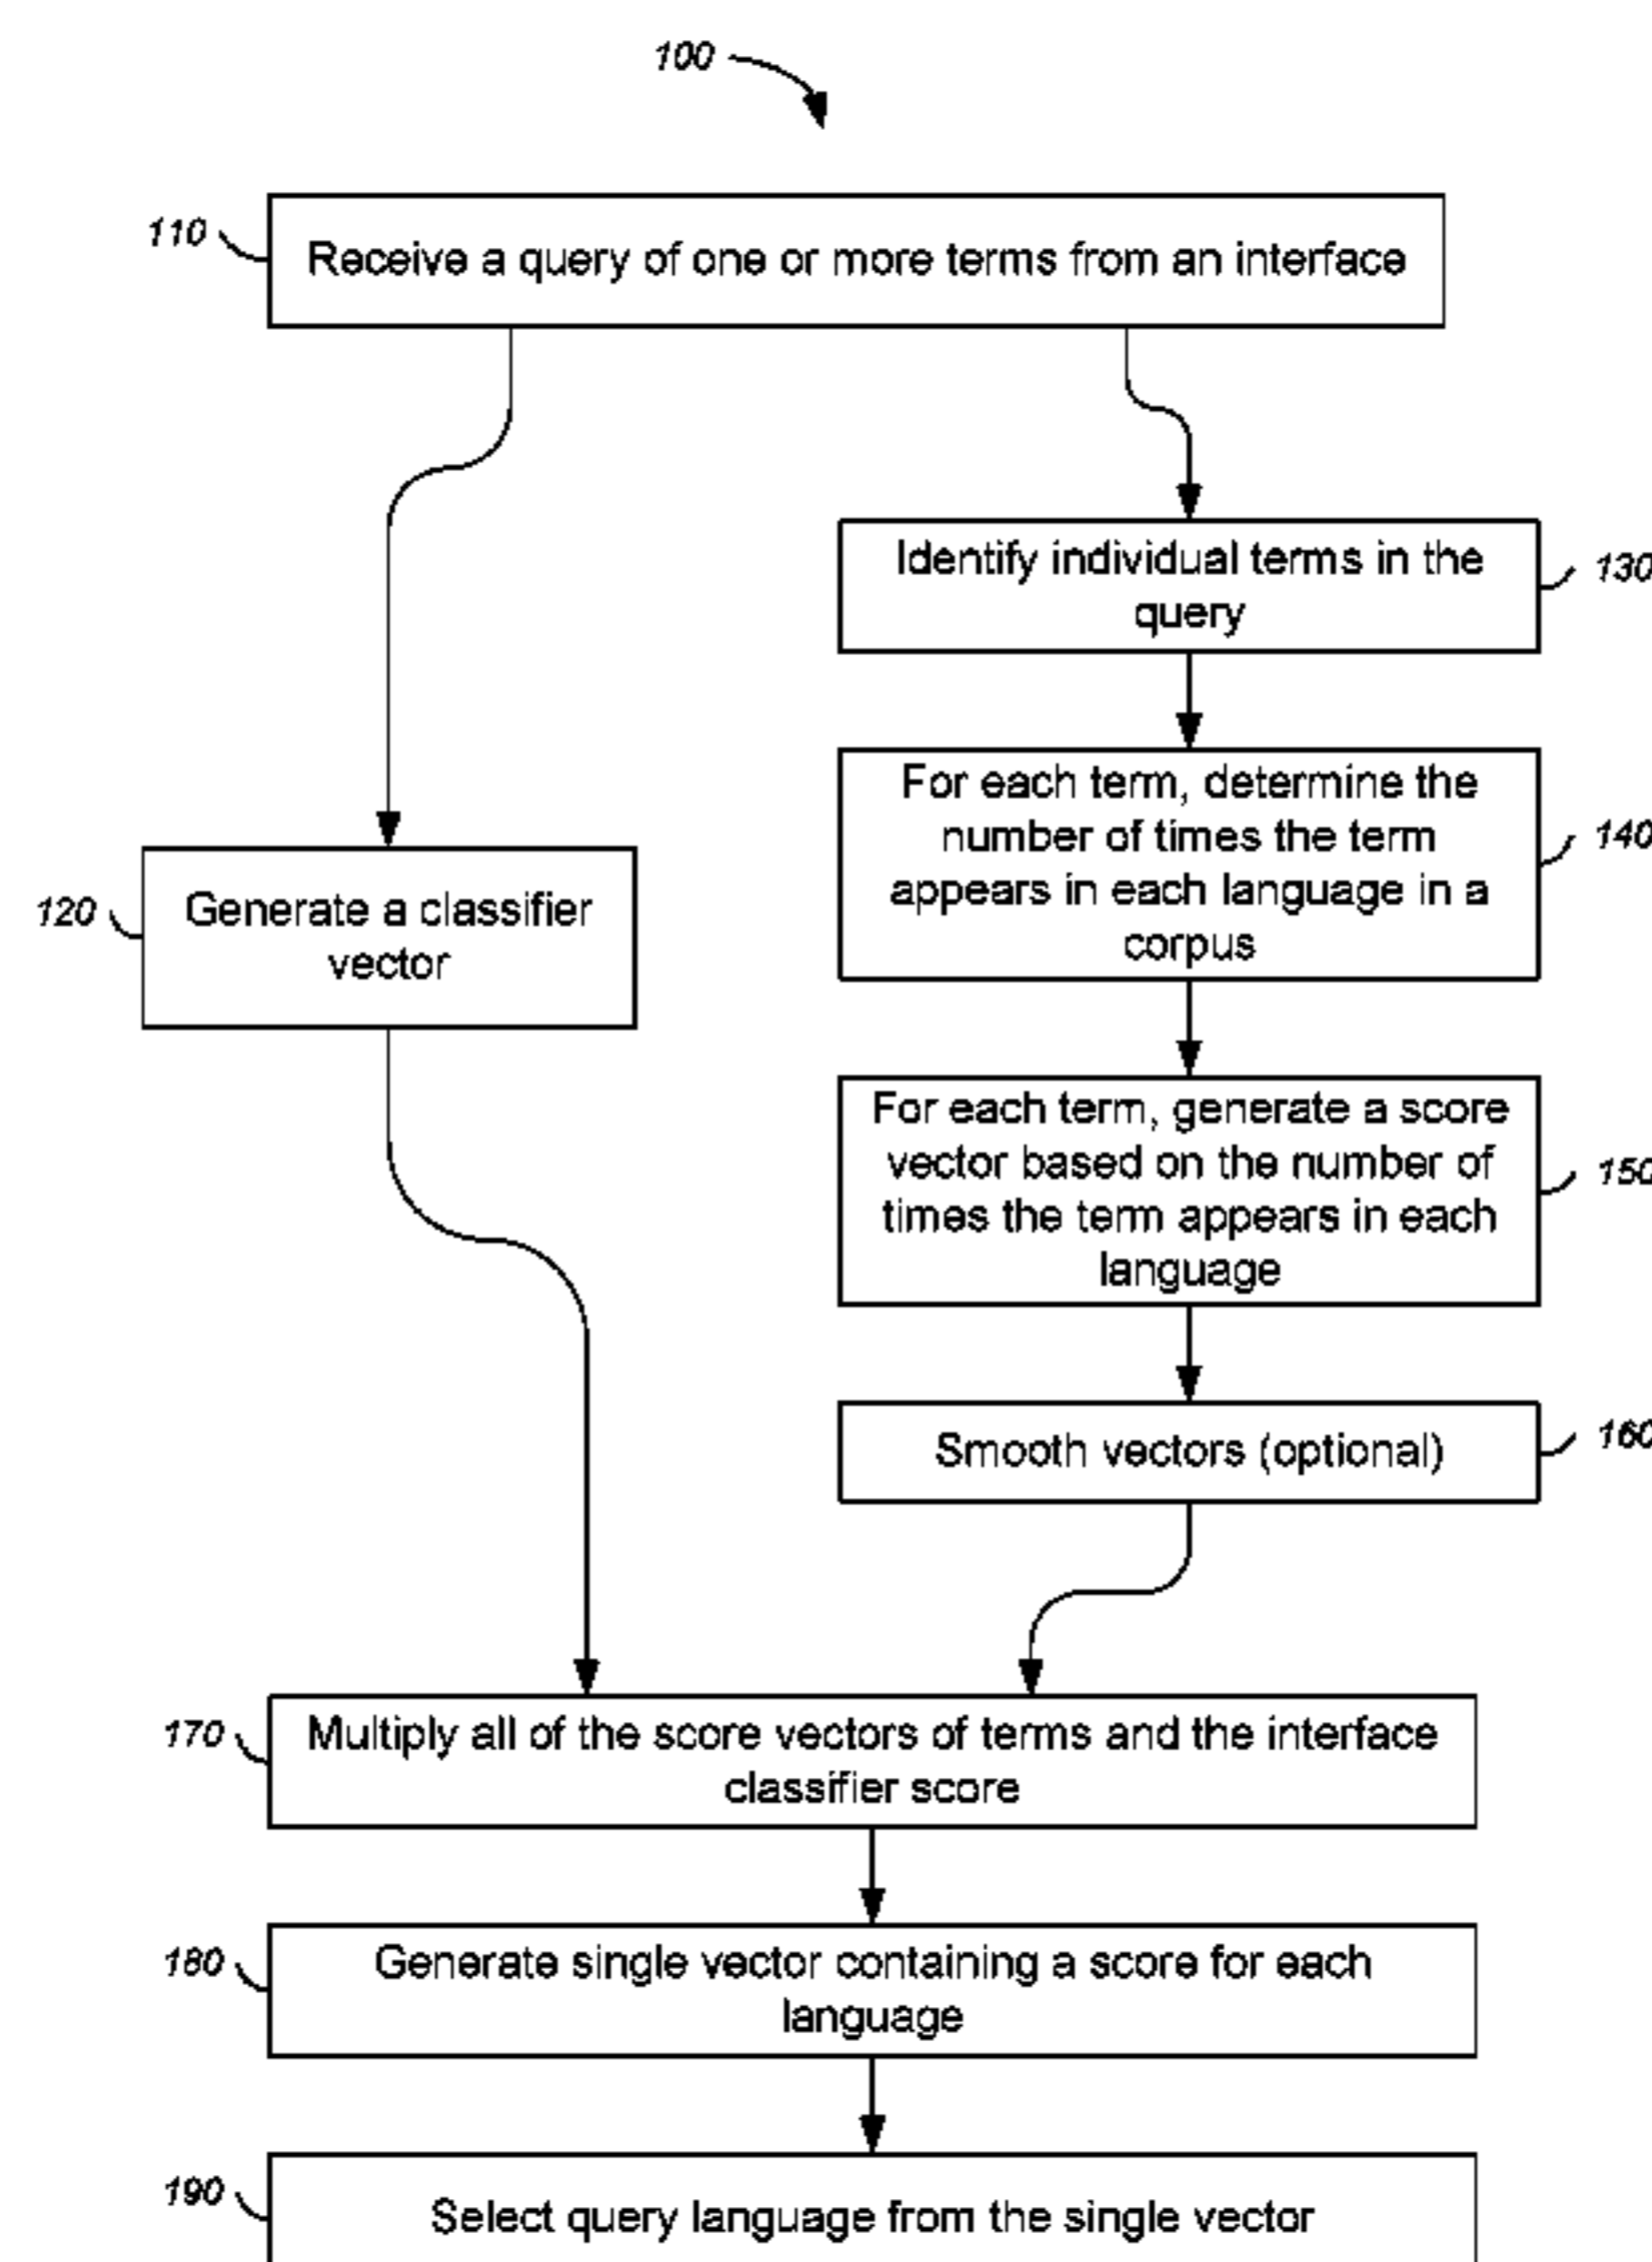 100
110
Receive a query of one or more terms from an interface
Identify individual terms in the
query
130
For each term, determine the
number of times the term
appears in each language in a
corpus
140
120
Generate a classifier
vector
For each term, generate a score
vector based on the number of
times the term appears in each
language
150
Smooth vectors (optional)
160
170
Multiply all of the score vectors of terms and the interface
classifier score
180
Generate single vector containing a score for each
language
190
Select query language from the single vector